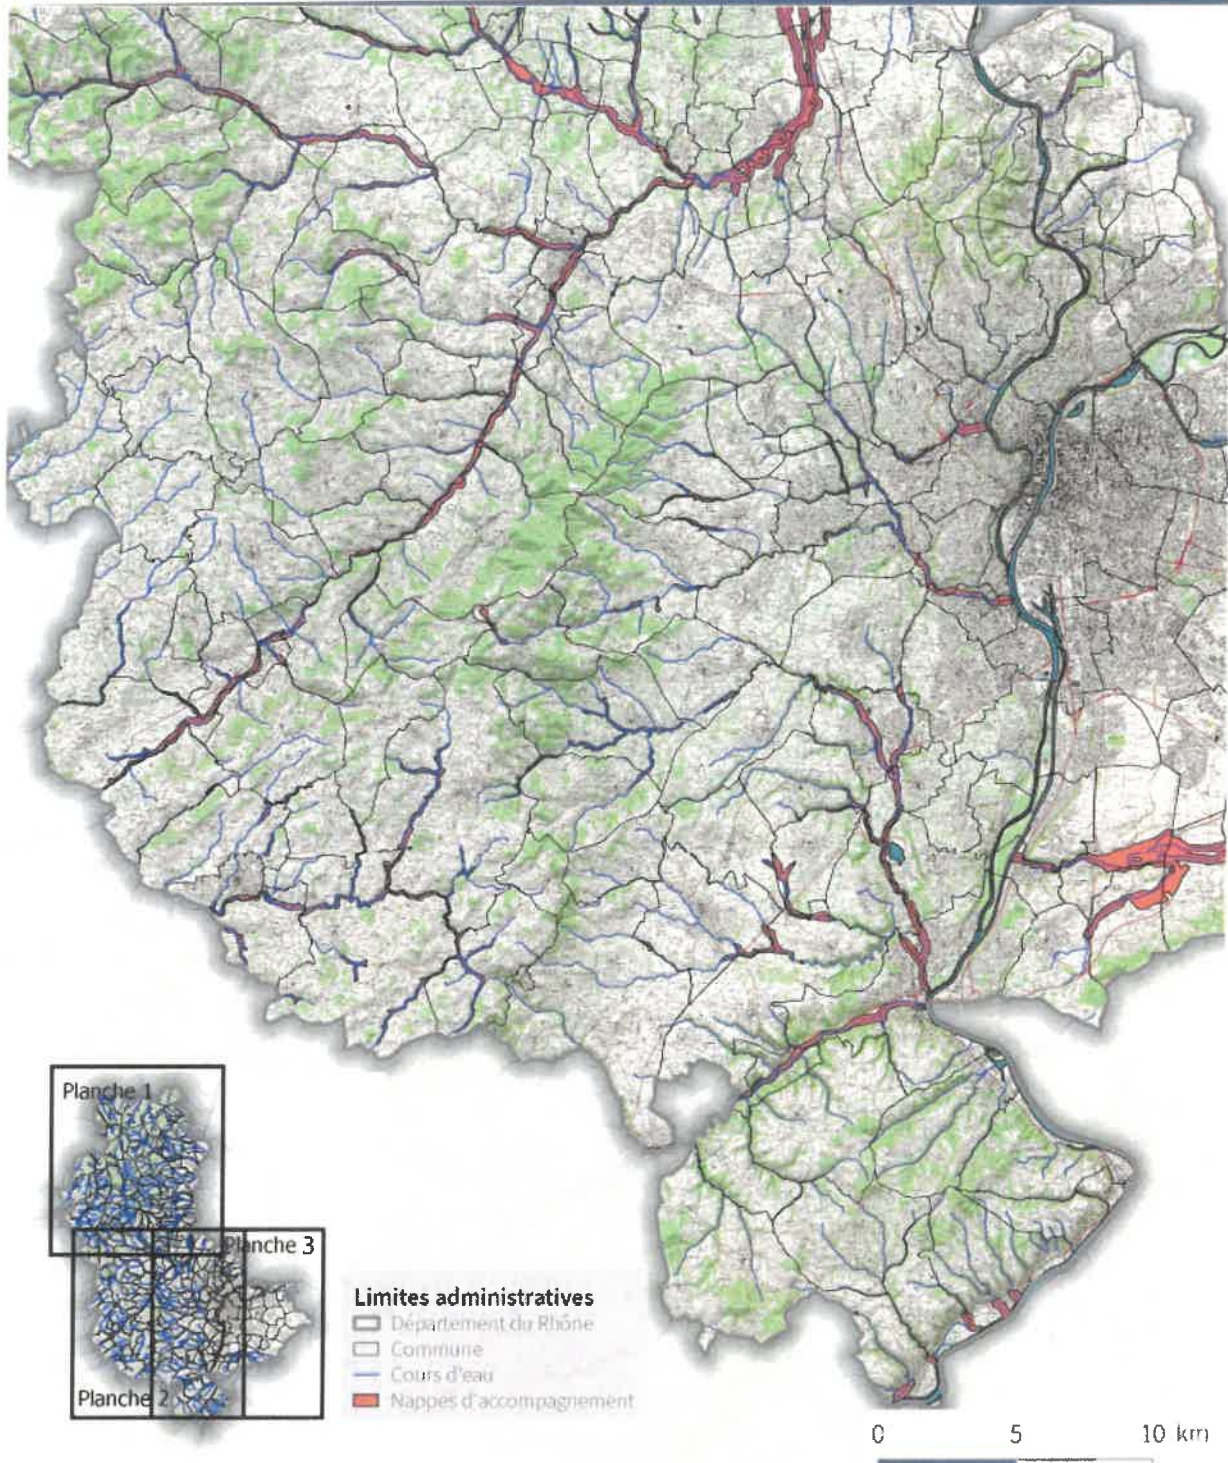 Planche 1
Planche 3
Planche 2
Limites administratives
Département du Rhône
Commune
Cours d'eau
Nappes d'accompagnement
0 5 10 km